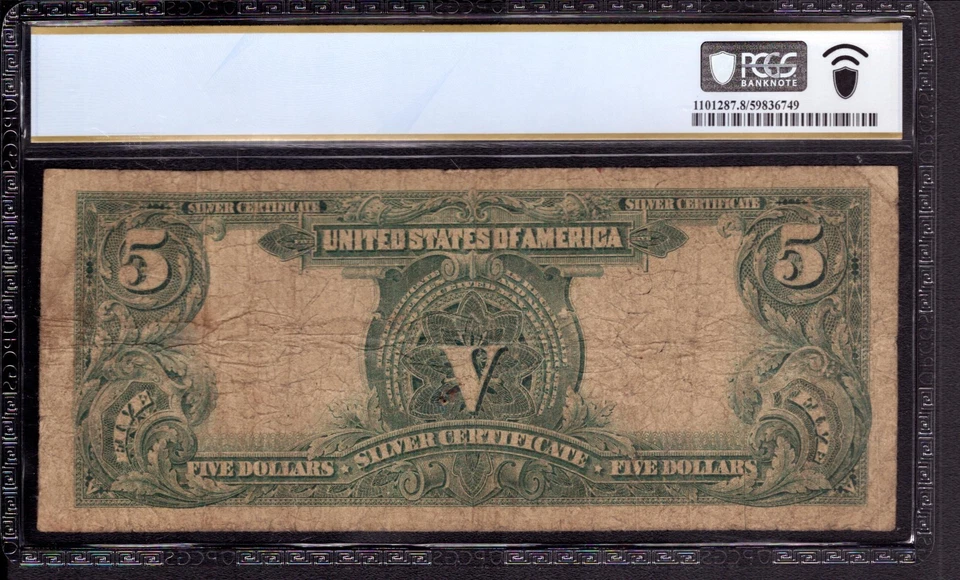 PCGS
BANKNOTE
1101287.8/59836749
SILVER CERTIFICATE
SILVER CERTIFICATE
UNITED STATES OF AMERICA
5
5
V
FIVE
FIVE
SILVER CERTIFICATE
FIVE DOLLARS
FIVE DOLLARS